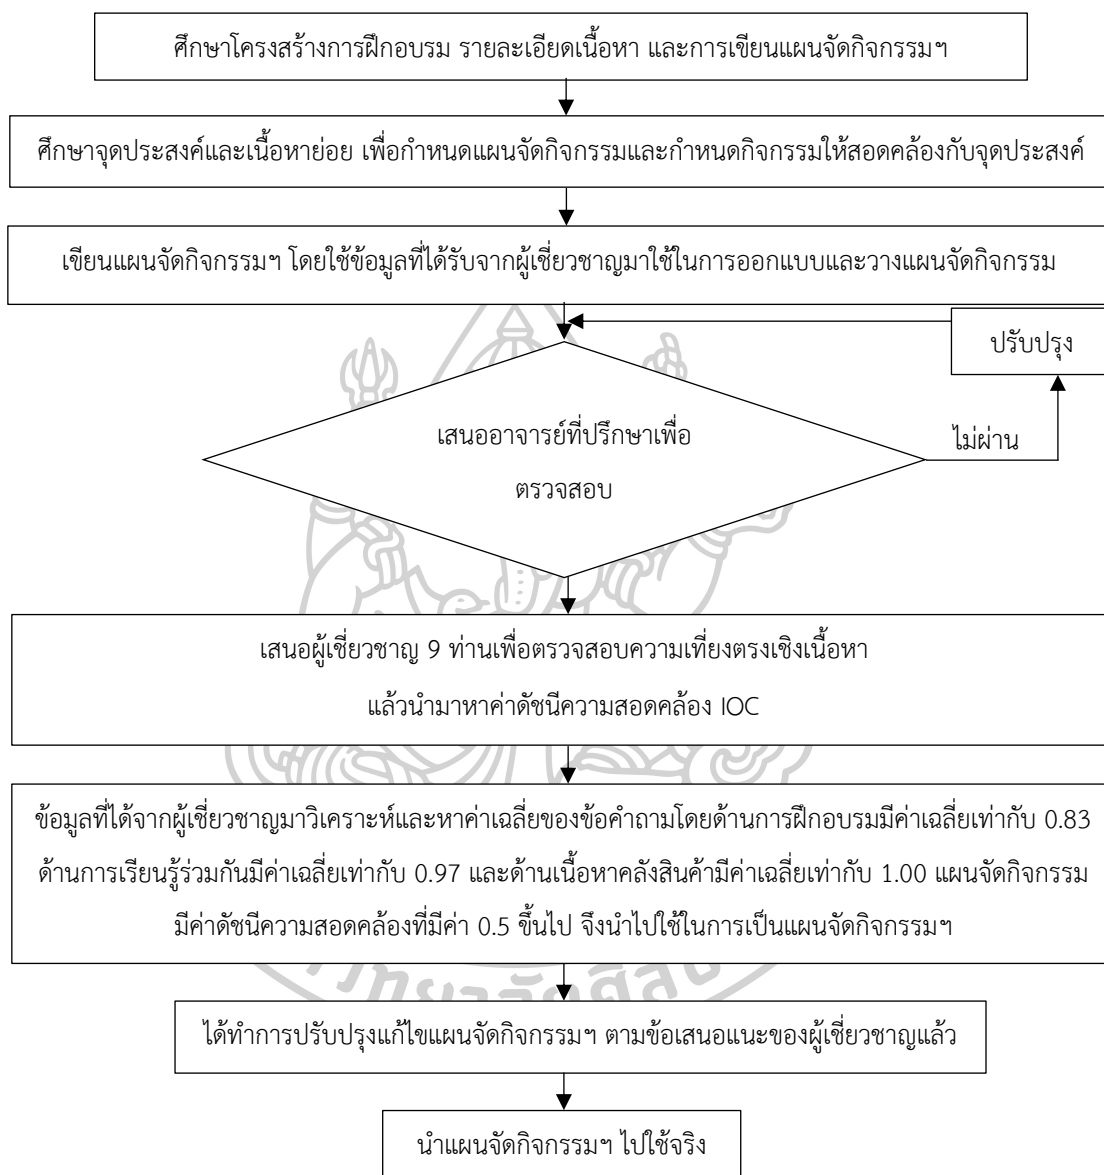 ศึกษาโครงสร้างการฝึกอบรม รายละเอียดเนื้อหา และการเขียนแผนจัดกิจกรรมฯ
ศึกษาจุดประสงค์และเนื้อหาย่อย เพื่อกำหนดแผนจัดกิจกรรมและกำหนดกิจกรรมให้สอดคล้องกับจุดประสงค์
เขียนแผนจัดกิจกรรมฯ โดยใช้ข้อมูลที่ได้รับจากผู้เชี่ยวชาญมาใช้ในการออกแบบและวางแผนจัดกิจกรรม
ปรับปรุง
เสนออาจารย์ที่ปรึกษาเพื่อ
ไม่ผ่าน
ตรวจสอบ
เสนอผู้เชี่ยวชาญ 9 ท่านเพื่อตรวจสอบความเที่ยงตรงเชิงเนื้อหา
แล้วนำมาหาค่าดัชนีความสอดคล้อง IOC
ข้อมูลที่ได้จากผู้เชี่ยวชาญมาวิเคราะห์และหาค่าเฉลี่ยของข้อคำถามโดยด้านการฝึกอบรมมีค่าเฉลี่ยเท่ากับ 0.83
ด้านการเรียนรู้ร่วมกันมีค่าเฉลี่ยเท่ากับ 0.97 และด้านเนื้อหาคลังสินค้ามีค่าเฉลี่ยเท่ากับ 1.00 แผนจัดกิจกรรม
มีค่าดัชนีความสอดคล้องที่มีค่า 0.5 ขึ้นไป จึงนำไปใช้ในการเป็นแผนจัดกิจกรรมฯ
ได้ทำการปรับปรุงแก้ไขแผนจัดกิจกรรมฯ ตามข้อเสนอแนะของผู้เชี่ยวชาญแล้ว
นำแผนจัดกิจกรรมฯ ไปใช้จริง